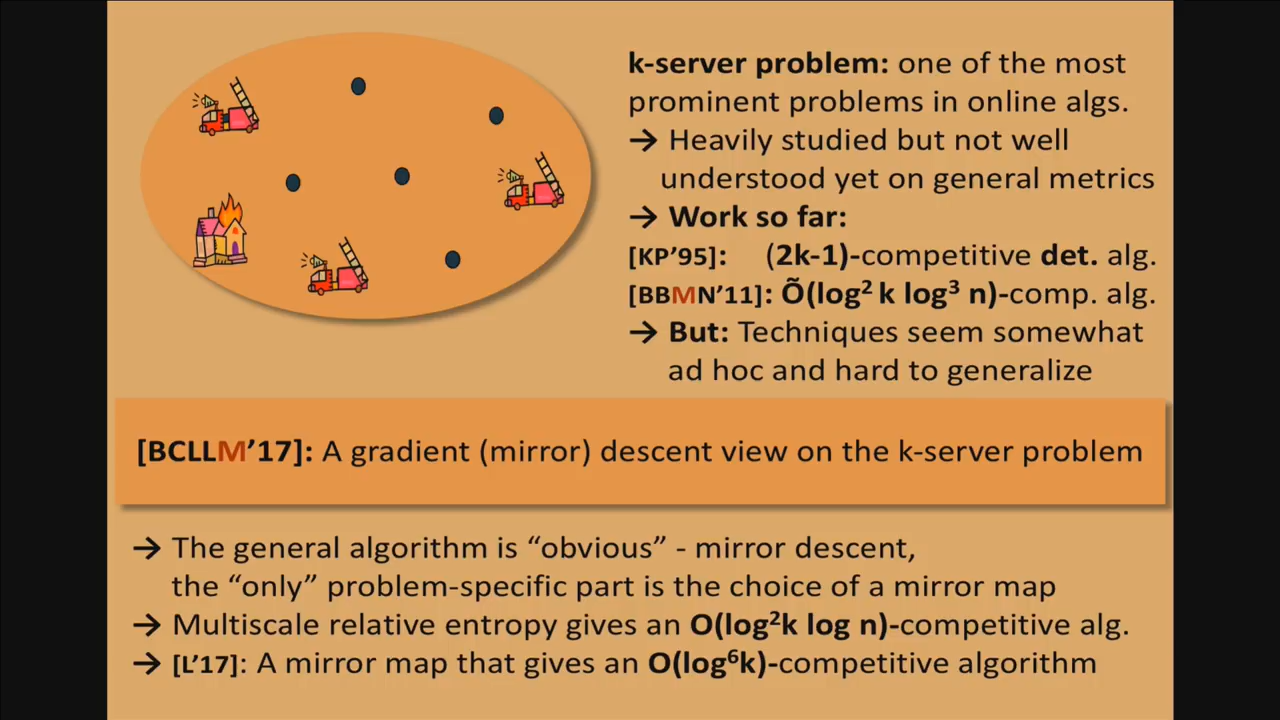 k-server problem: one of the most
prominent problems in online algs.
→ Heavily studied but not well
understood yet on general metrics
→ Work so far:
[KP’95]: (2k-1)-competitive det. alg.
[BBMN’11]: Õ(log² k log³ n)-comp. alg.
→ But: Techniques seem somewhat
ad hoc and hard to generalize
[BCLLM’17]: A gradient (mirror) descent view on the k-server problem
→ The general algorithm is “obvious” - mirror descent,
the “only” problem-specific part is the choice of a mirror map
→ Multiscale relative entropy gives an O(log²k log n)-competitive alg.
→ [L’17]: A mirror map that gives an O(log⁶k)-competitive algorithm